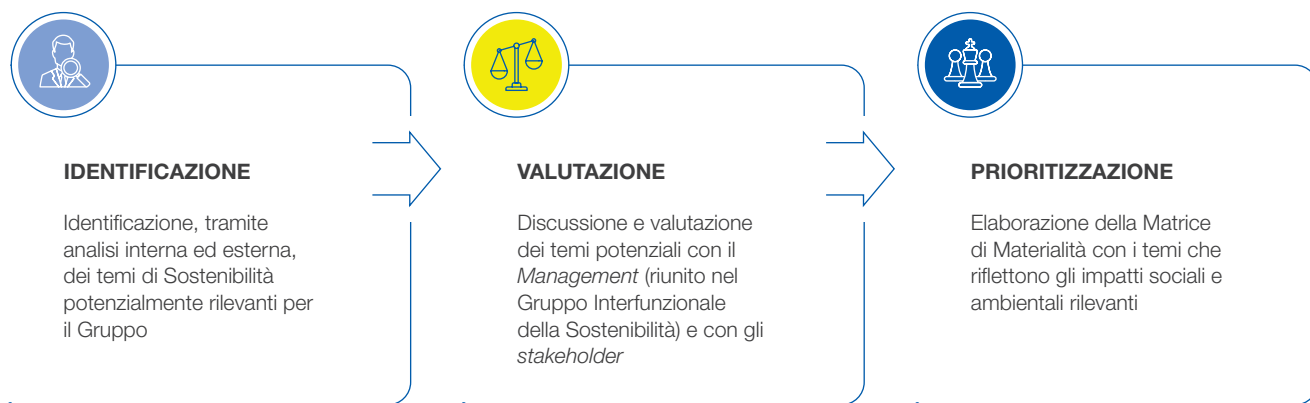 IDENTIFICAZIONE
Identificazione, tramite
analisi interna ed esterna,
dei temi di Sostenibilità
potenzialmente rilevanti per
il Gruppo
VALUTAZIONE
Discussione e valutazione
dei temi potenziali con il
Management (riunito nel
Gruppo Interfunzionale
della Sostenibilità) e con gli
stakeholder
PRIORITIZZAZIONE
Elaborazione della Matrice
di Materialità con i temi che
riflettono gli impatti sociali e
ambientali rilevanti